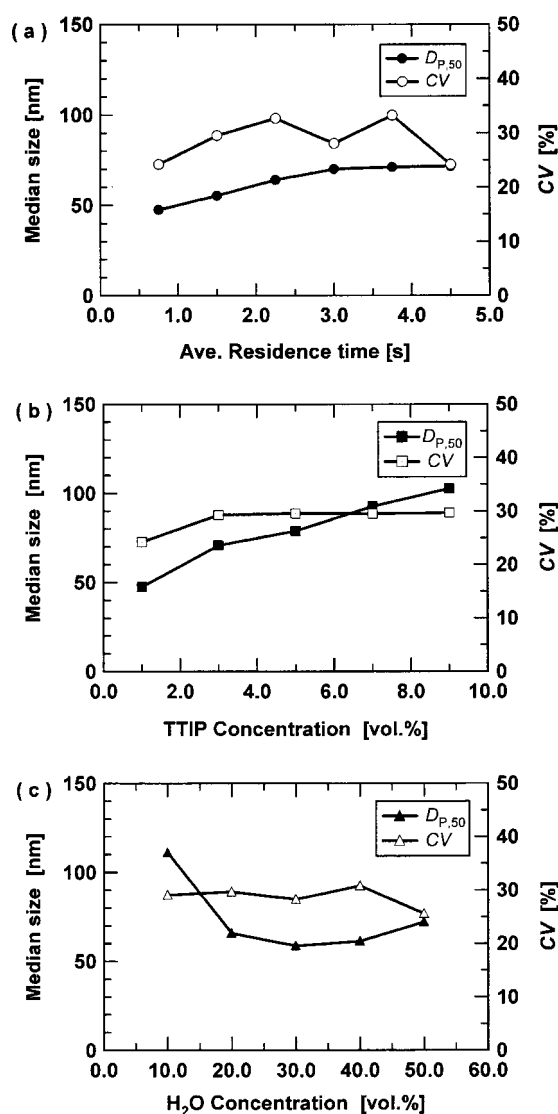 ( a )
150
100
50
0
Median size [nm]
D_P,50
CV
50
40
30
20
10
0
CV [%]
0.0 1.0 2.0 3.0 4.0 5.0
Ave. Residence time [s]
( b )
150
100
50
0
Median size [nm]
D_P,50
CV
50
40
30
20
10
0
CV [%]
0.0 2.0 4.0 6.0 8.0 10.0
TTIP Concentration [vol.%]
( c )
150
100
50
0
Median size [nm]
D_P,50
CV
50
40
30
20
10
0
CV [%]
0.0 10.0 20.0 30.0 40.0 50.0 60.0
H₂O Concentration [vol.%]